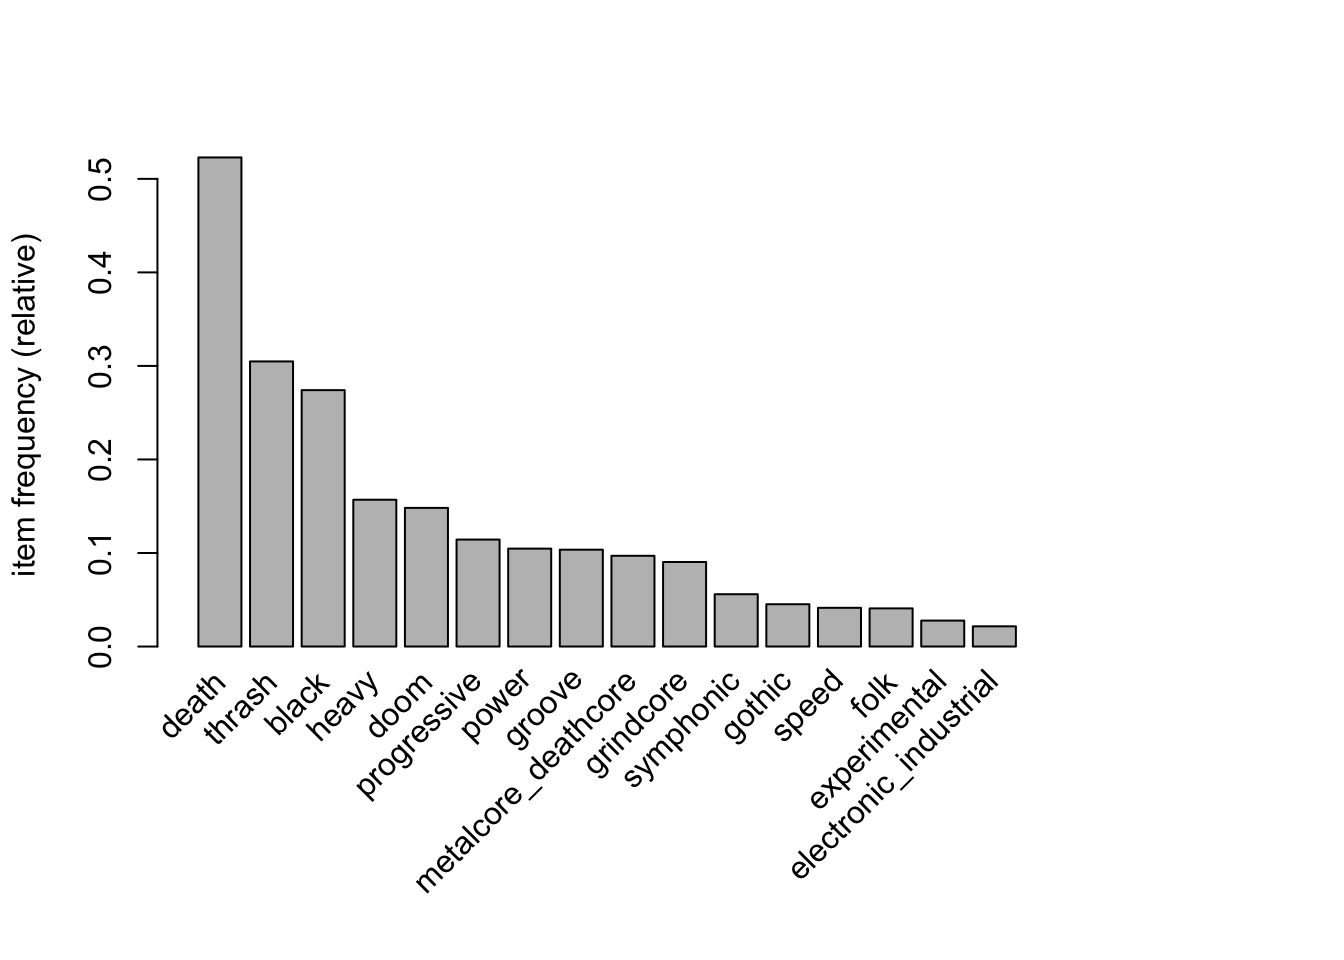 item frequency (relative)
0.5
0.4
0.3
0.2
0.1
0.0
death
thrash
black
heavy
doom
progressive
power
groove
metalcore_deathcore
grindcore
symphonic
gothic
speed
folk
experimental
electronic_industrial